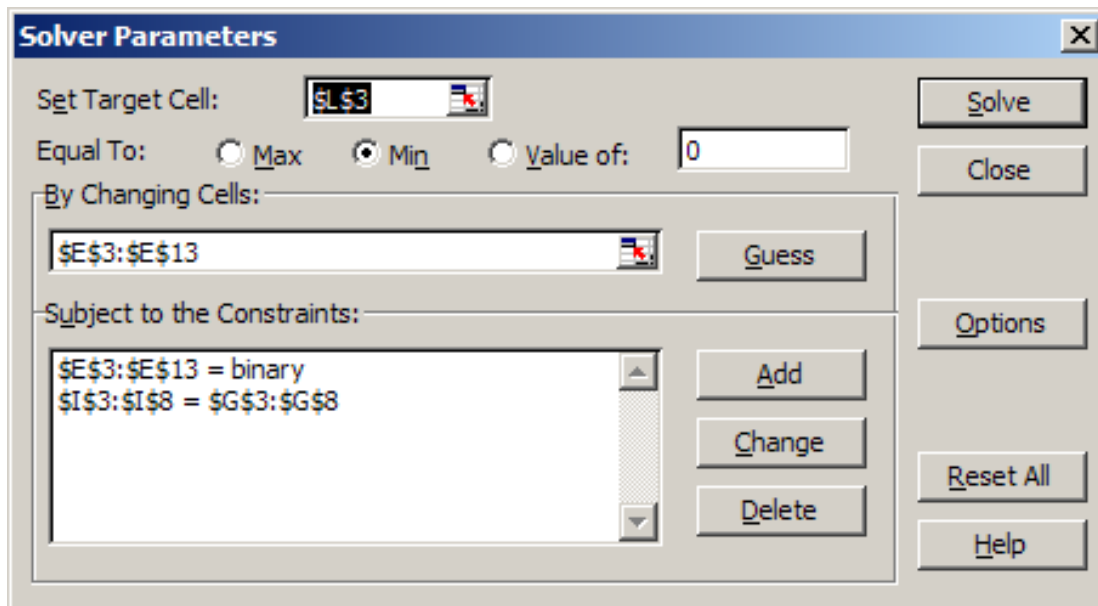 Solver Parameters
Set Target Cell: $L$3 Solve
Equal To: Max Min Value of: 0 Close
By Changing Cells:
$E$3:$E$13 Guess
Subject to the Constraints: Options
$E$3:$E$13 = binary Add
$I$3:$I$8 = $G$3:$G$8
Change
Reset All
Delete
Help